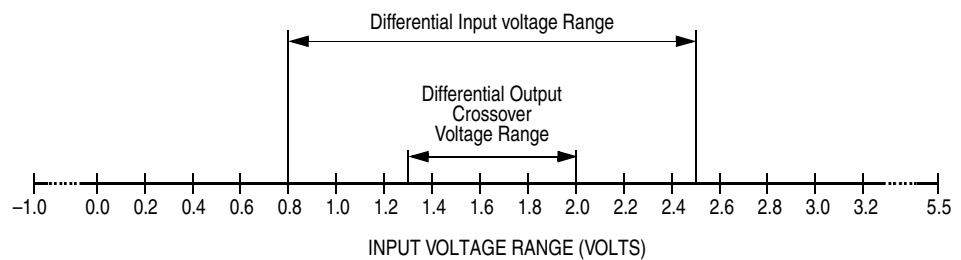 Differential Input voltage Range
Differential Output
Crossover
Voltage Range
–1.0 0.0 0.2 0.4 0.6 0.8 1.0 1.2 1.4 1.6 1.8 2.0 2.2 2.4 2.6 2.8 3.0 3.2 5.5
INPUT VOLTAGE RANGE (VOLTS)